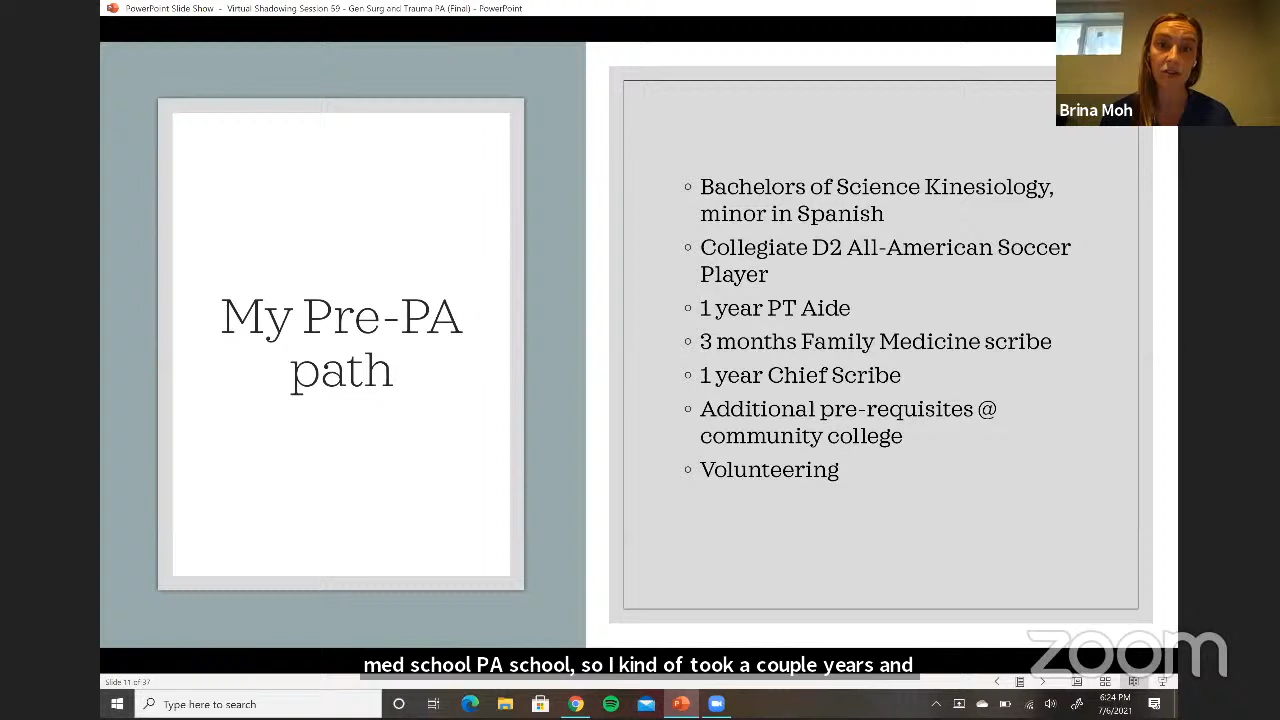 PowerPoint Slide Show - Virtual Shadowing Session 59 - Gen Surg and Trauma PA (Final) - PowerPoint
Brina Moh
My Pre-PA
path
Bachelors of Science Kinesiology,
minor in Spanish
Collegiate D2 All-American Soccer
Player
1 year PT Aide
3 months Family Medicine scribe
1 year Chief Scribe
Additional pre-requisites @
community college
Volunteering
zoom
med school PA school, so I kind of took a couple years and
Slide 11 of 37
Type here to search
6:24 PM
7/6/2021